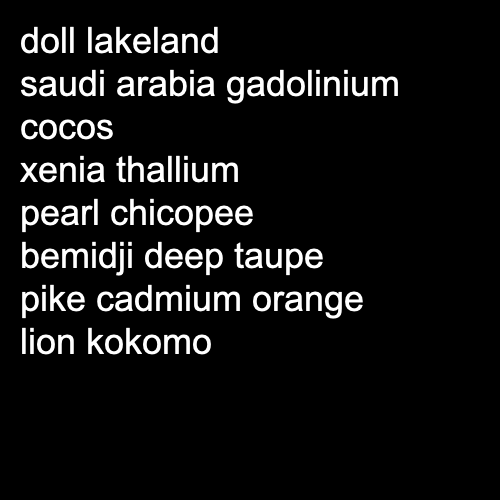 doll lakeland
saudi arabia gadolinium
cocos
xenia thallium
pearl chicopee
bemidji deep taupe
pike cadmium orange
lion kokomo